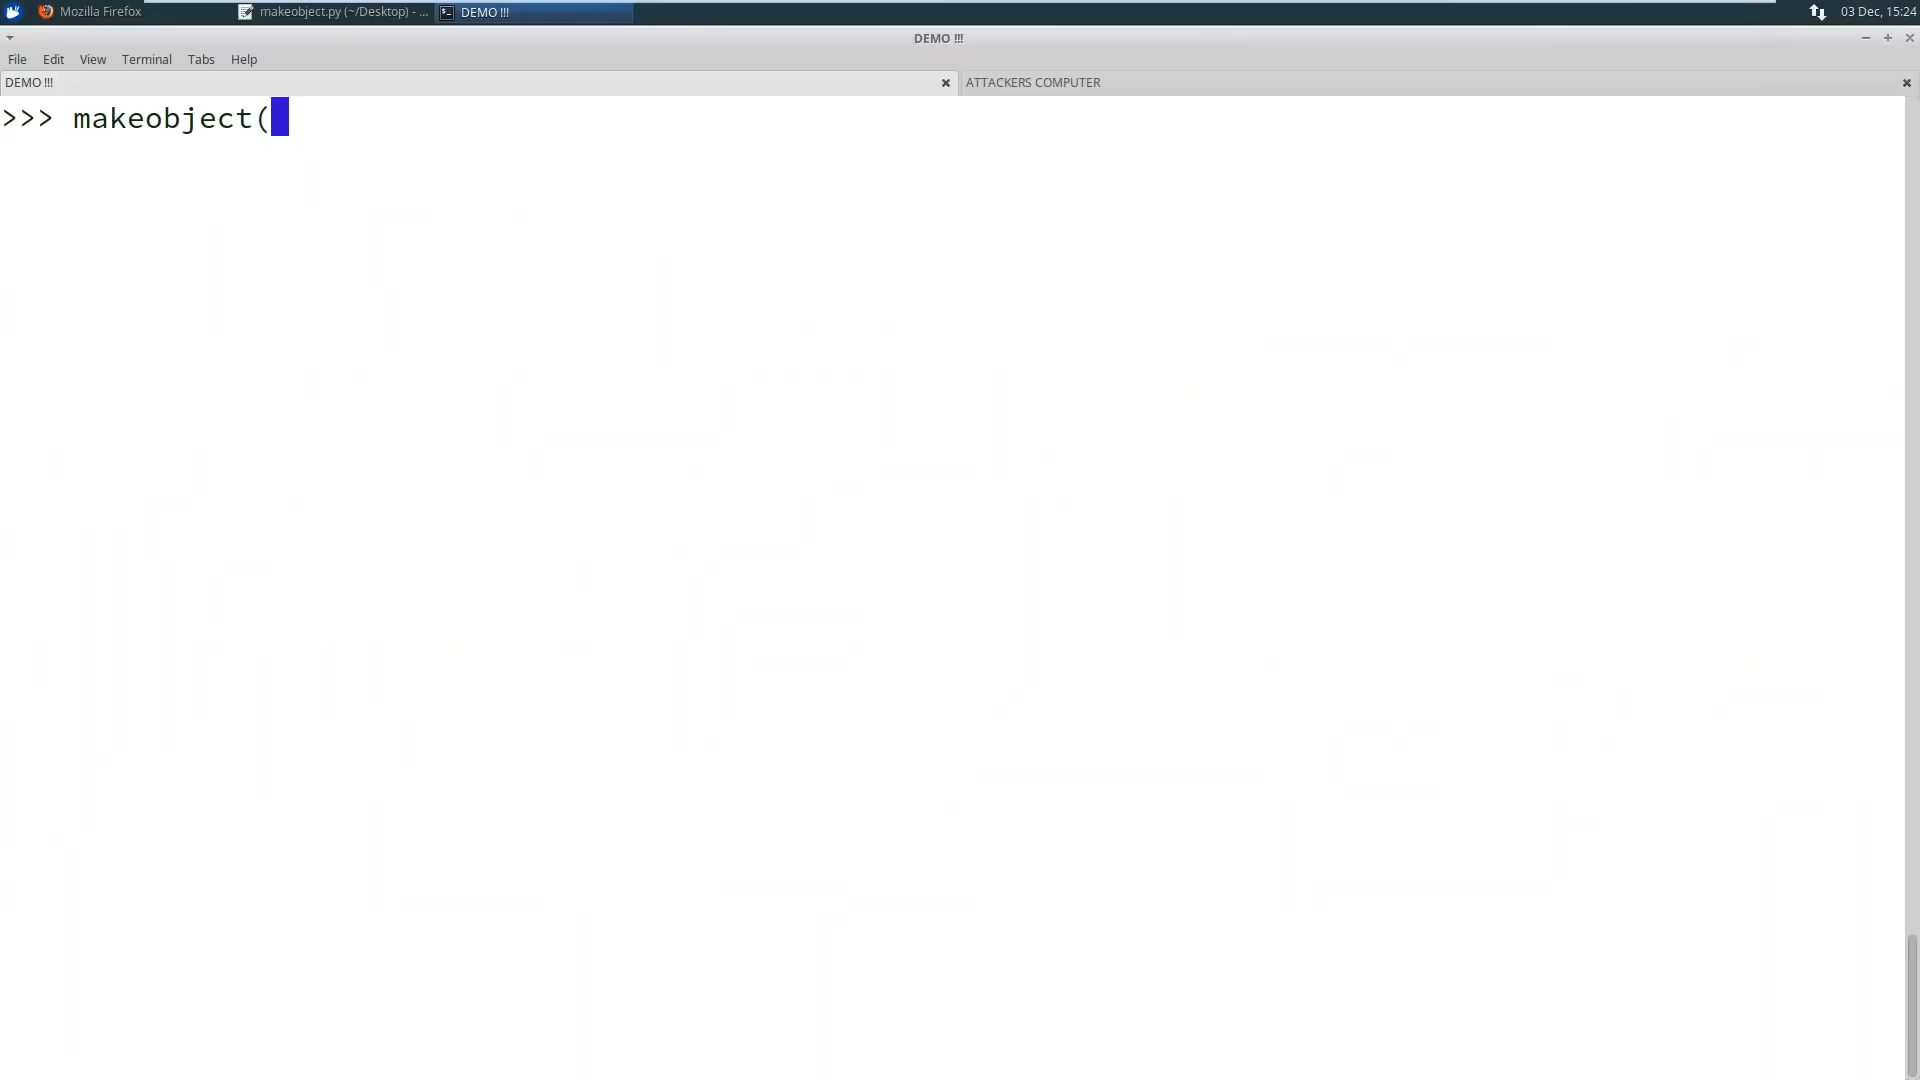 Mozilla Firefox
makeobject.py (~/Desktop) - ...
DEMO !!!
03 Dec, 15:24
DEMO !!!
File Edit View Terminal Tabs Help
DEMO !!!
ATTACKERS COMPUTER
>>> makeobject(